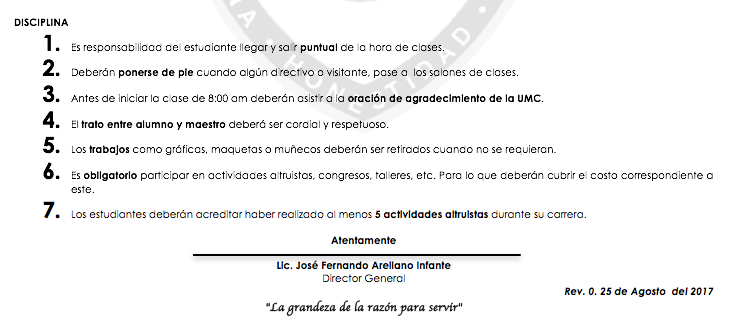 NA • HONESTIDAD •
DISCIPLINA
1. Es responsabilidad del estudiante llegar y salir puntual de la hora de clases.
2. Deberán ponerse de pie cuando algún directivo o visitante, pase a los salones de clases.
3. Antes de iniciar la clase de 8:00 am deberán asistir a la oración de agradecimiento de la UMC.
4. El trato entre alumno y maestro deberá ser cordial y respetuoso.
5. Los trabajos como gráficas, maquetas o muñecos deberán ser retirados cuando no se requieran.
6. Es obligatorio participar en actividades altruistas, congresos, talleres, etc. Para lo que deberán cubrir el costo correspondiente a
este.
7. Los estudiantes deberán acreditar haber realizado al menos 5 actividades altruistas durante su carrera.
Atentamente
Lic. José Fernando Arellano Infante
Director General
Rev. 0. 25 de Agosto del 2017
"La grandeza de la razón para servir"